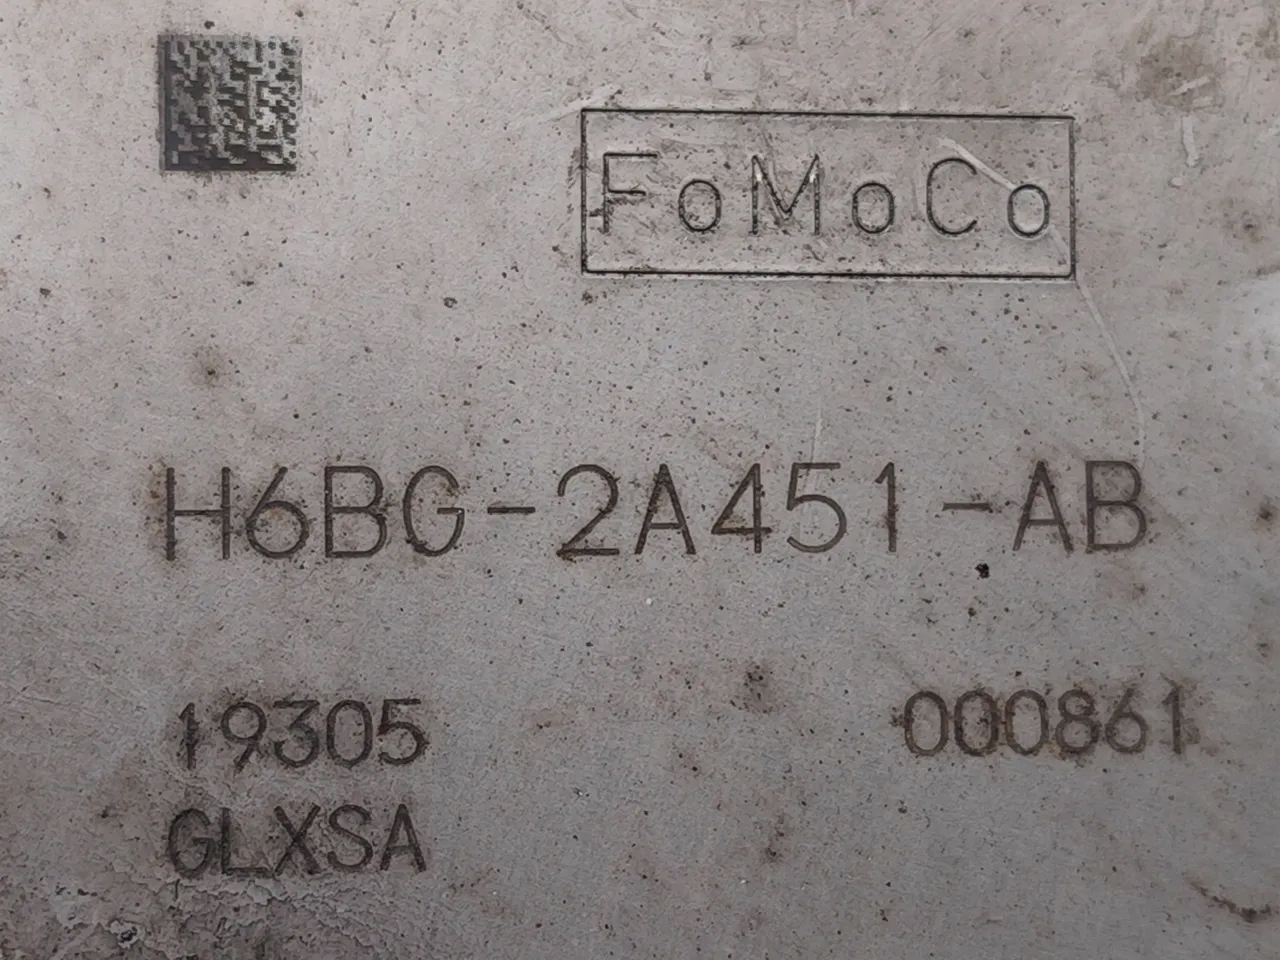 FoMoCo
H6BG-2A451-AB
19305
000861
GLXSA